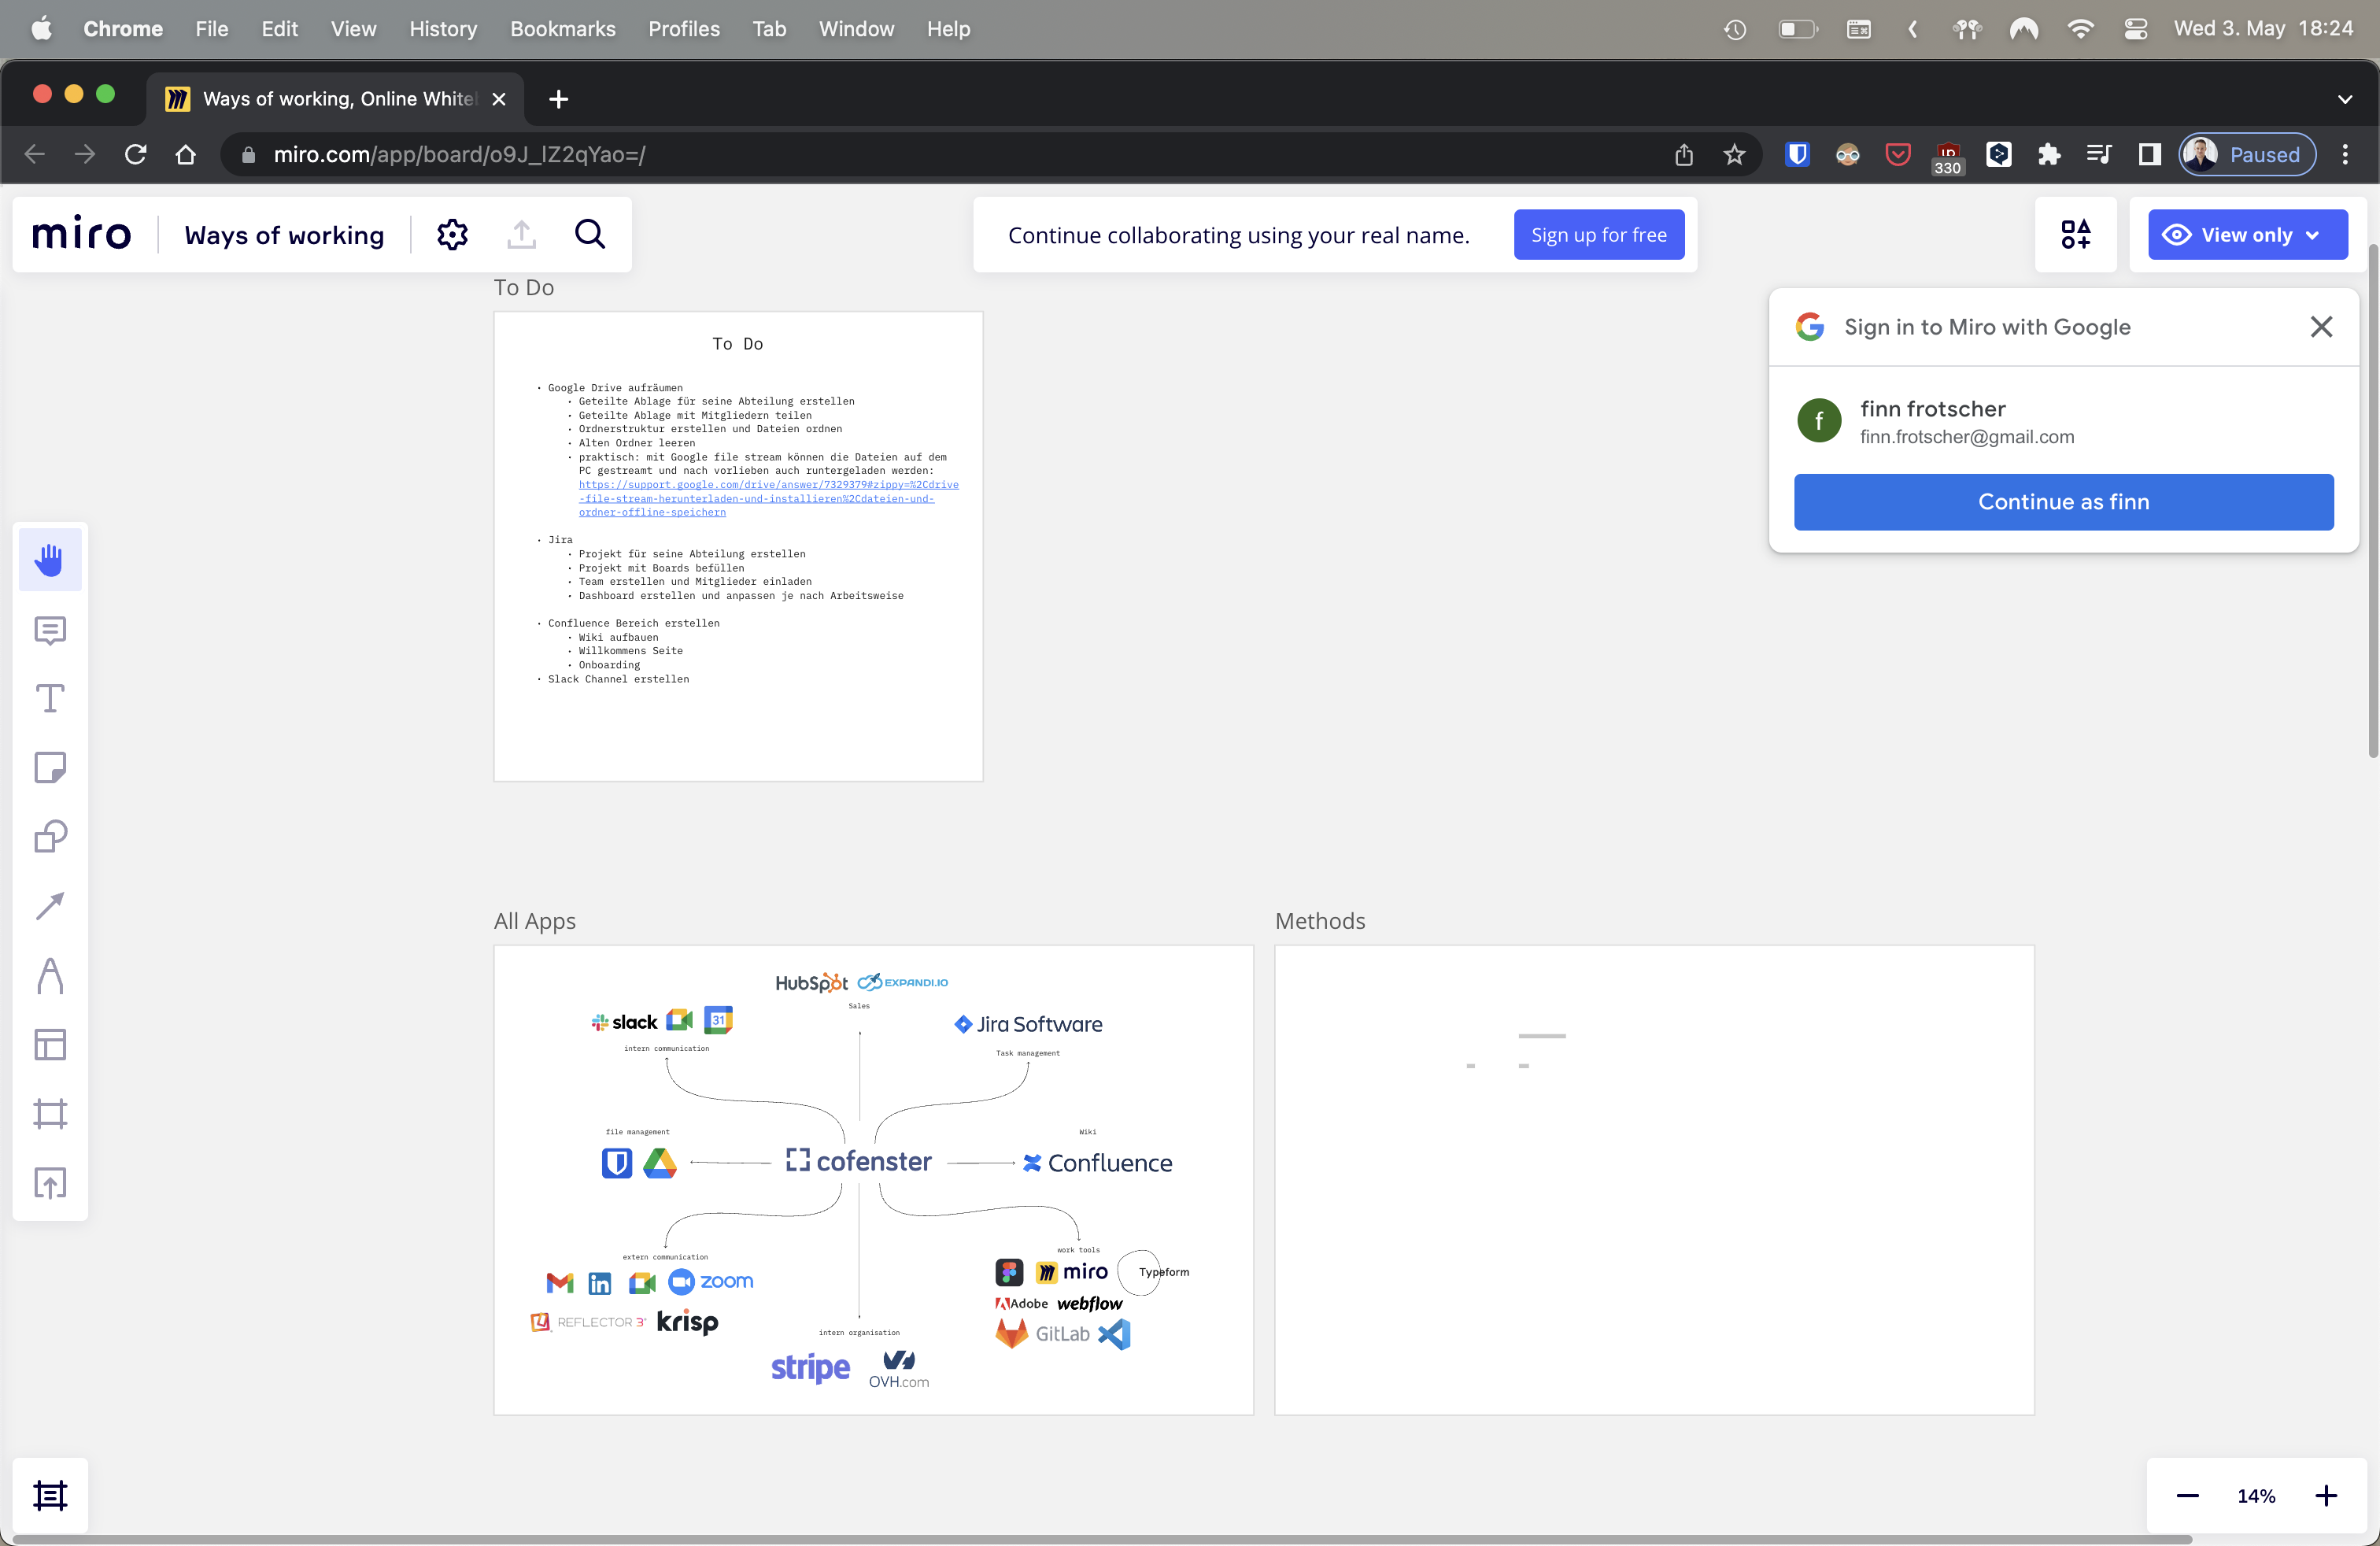 Chrome File Edit View History Bookmarks Profiles Tab Window Help Wed 3. May 18:24
Ways of working, Online White
miro.com/app/board/o9J_lZ2qYao=/
330
Paused
miro Ways of working
Continue collaborating using your real name. Sign up for free
View only
Sign in to Miro with Google
finn frotscher
f
finn.frotscher@gmail.com
Continue as finn
To Do
To Do
• Google Drive aufräumen
• Geteilte Ablage für seine Abteilung erstellen
• Geteilte Ablage mit Mitgliedern teilen
• Ordnerstruktur erstellen und Dateien ordnen
• Alten Ordner leeren
• praktisch: mit Google file stream können die Dateien auf dem
PC gestreamt und nach vorlieben auch runtergeladen werden:
https://support.google.com/drive/answer/7329379#zippy=%2Cdrive
-file-stream-herunterladen-und-installieren%2Cdateien-und-
ordner-offline-speichern
• Jira
• Projekt für seine Abteilung erstellen
• Projekt mit Boards befüllen
• Team erstellen und Mitglieder einladen
• Dashboard erstellen und anpassen je nach Arbeitsweise
• Confluence Bereich erstellen
• Wiki aufbauen
• Willkommens Seite
• Onboarding
• Slack Channel erstellen
All Apps
HubSpot EXPANDI.IO
Sales
slack 31
intern communication
Jira Software
Task management
file management
Wiki
cofenster
Confluence
extern communication
zoom
REFLECTOR 3
krisp
work tools
miro Typeform
Adobe webflow
GitLab
intern organisation
stripe OVH.com
Methods
14%